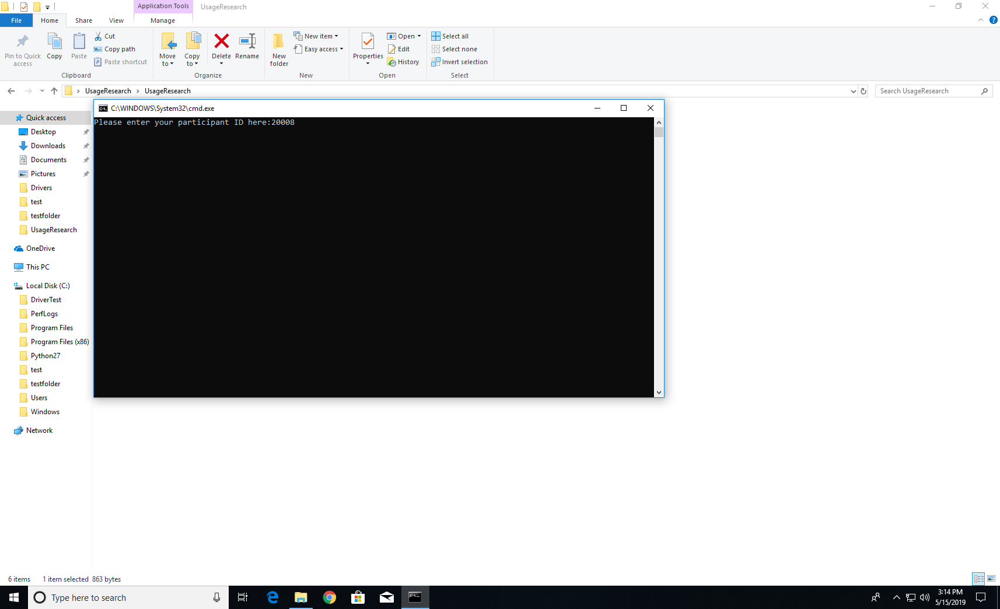 Application Tools
UsageResearch
File
Home
Share
View
Manage
Pin to Quick access
Copy
Paste
Cut
Copy path
Paste shortcut
Clipboard
Move to
Copy to
Delete
Rename
Organize
New folder
New item
Easy access
New
Properties
Open
Edit
History
Open
Select all
Select none
Invert selection
Select
UsageResearch > UsageResearch
Search UsageResearch
C:\WINDOWS\System32\cmd.exe
Please enter your participant ID here:20008
Quick access
Desktop
Downloads
Documents
Pictures
Drivers
test
testfolder
UsageResearch
OneDrive
This PC
Local Disk (C:)
DriverTest
PerfLogs
Program Files
Program Files (x86)
Python27
test
testfolder
Users
Windows
Network
6 items
1 item selected 863 bytes
Type here to search
3:14 PM
5/15/2019